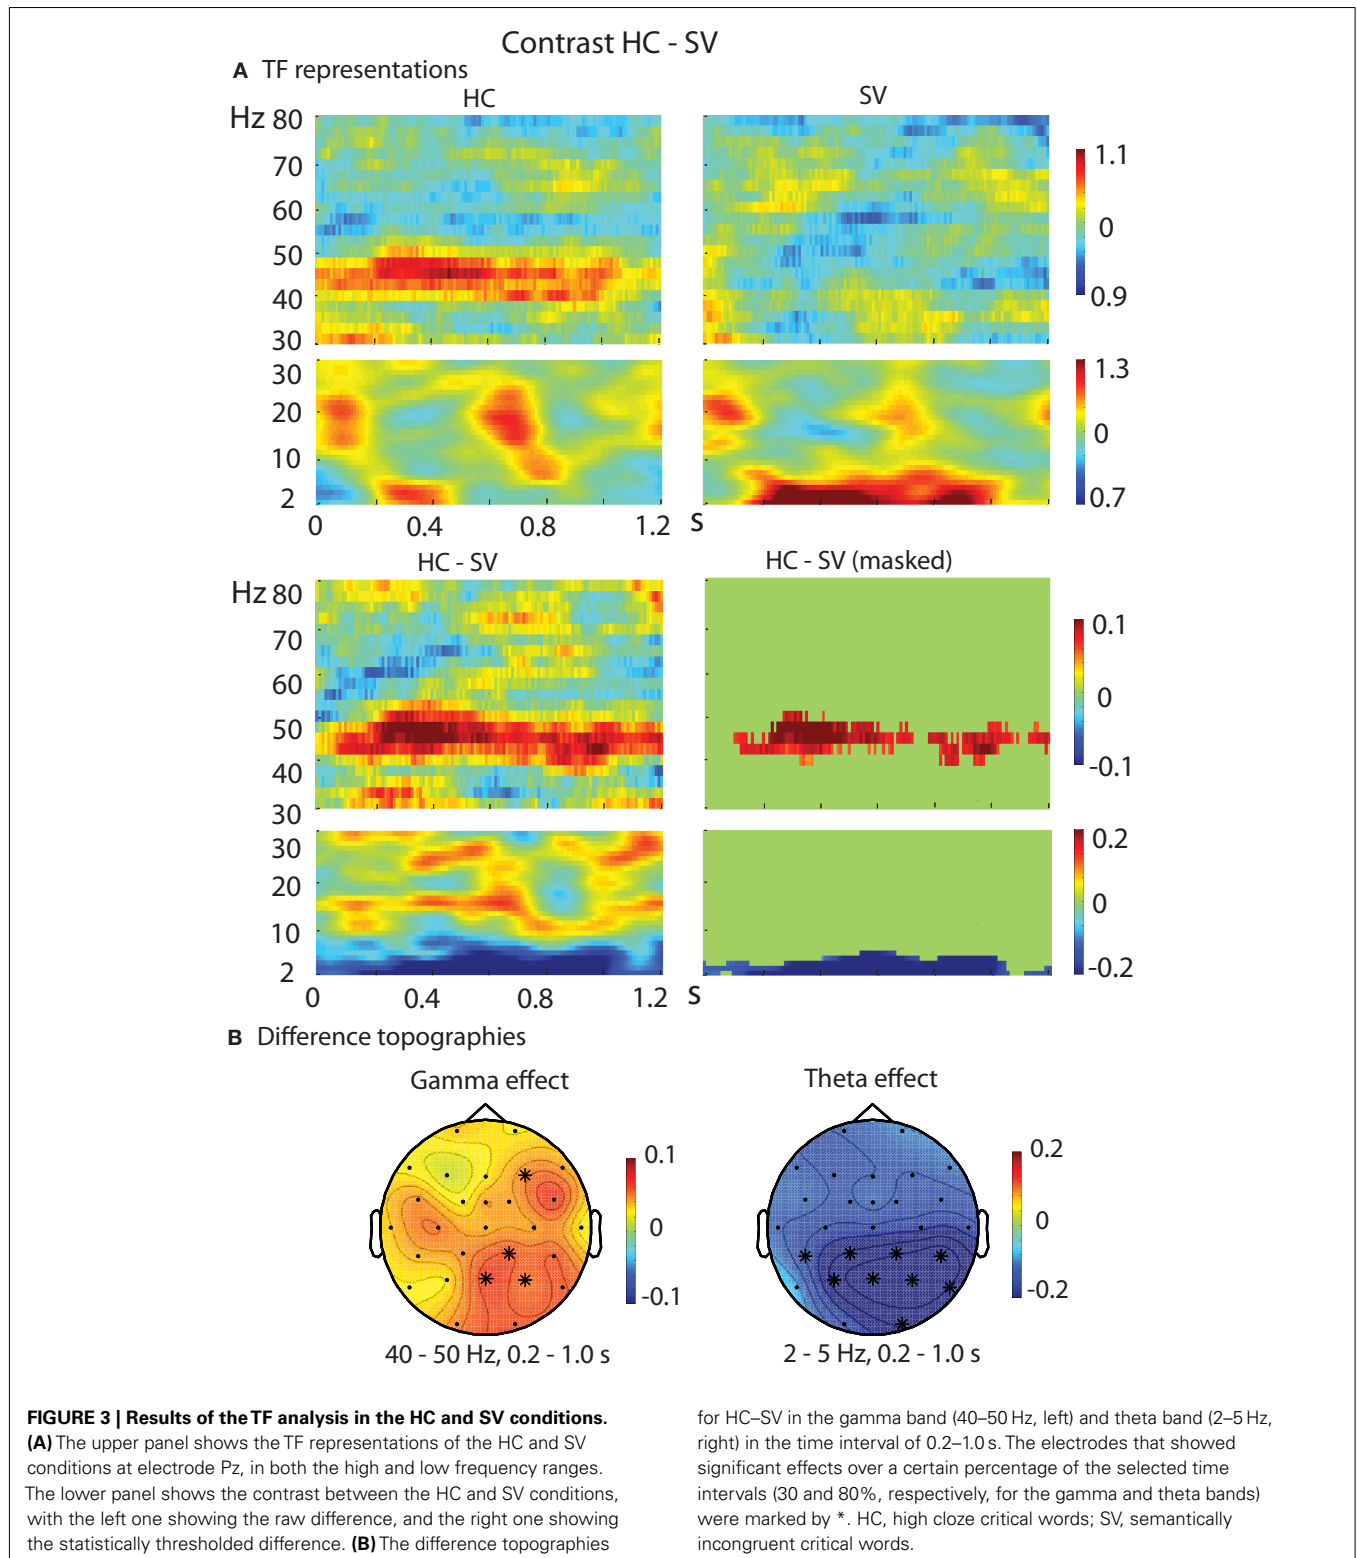 Contrast HC - SV
A TF representations
HC
SV
Hz 80
70
60
50
40
30
1.1
0
0.9
30
20
10
2
1.3
0
0.7
0 0.4 0.8 1.2 s
HC - SV
HC - SV (masked)
Hz 80
70
60
50
40
30
0.1
0
-0.1
30
20
10
2
0.2
0
-0.2
0 0.4 0.8 1.2 s
B Difference topographies
Gamma effect
Theta effect
0.1
0
-0.1
0.2
0
-0.2
40 - 50 Hz, 0.2 - 1.0 s
2 - 5 Hz, 0.2 - 1.0 s
FIGURE 3 | Results of the TF analysis in the HC and SV conditions.
(A) The upper panel shows the TF representations of the HC and SV
conditions at electrode Pz, in both the high and low frequency ranges.
The lower panel shows the contrast between the HC and SV conditions,
with the left one showing the raw difference, and the right one showing
the statistically thresholded difference. (B) The difference topographies
for HC–SV in the gamma band (40–50 Hz, left) and theta band (2–5 Hz,
right) in the time interval of 0.2–1.0 s. The electrodes that showed
significant effects over a certain percentage of the selected time
intervals (30 and 80%, respectively, for the gamma and theta bands)
were marked by *. HC, high cloze critical words; SV, semantically
incongruent critical words.